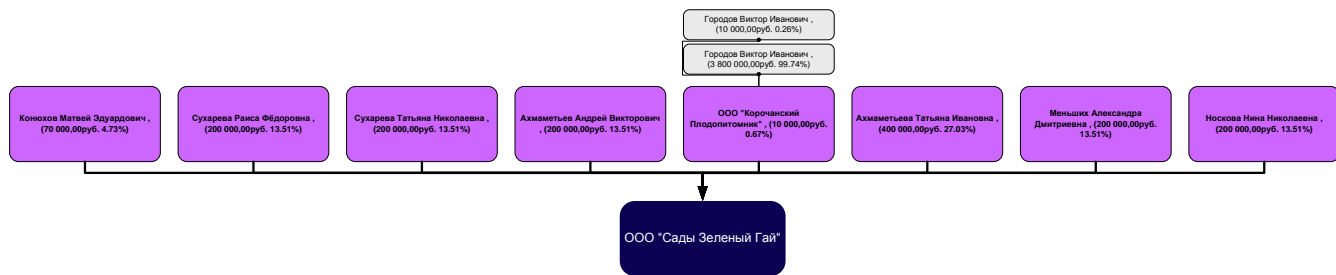 Городов Виктор Иванович ,
(10 000,00руб. 0.26%)
Городов Виктор Иванович ,
(3 800 000,00руб. 99.74%)
Конюхов Матвей Эдуардович ,
(70 000,00руб. 4.73%)
Сухарева Раиса Фёдоровна ,
(200 000,00руб. 13.51%)
Сухарева Татьяна Николаевна ,
(200 000,00руб. 13.51%)
Ахмаметьев Андрей Викторович
, (200 000,00руб. 13.51%)
ООО "Корочанский
Плодопитомник" , (10 000,00руб.
0.67%)
Ахмаметьева Татьяна Ивановна ,
(400 000,00руб. 27.03%)
Меньших Александра
Дмитриевна , (200 000,00руб.
13.51%)
Носкова Нина Николаевна ,
(200 000,00руб. 13.51%)
ООО "Сады Зеленый Гай"